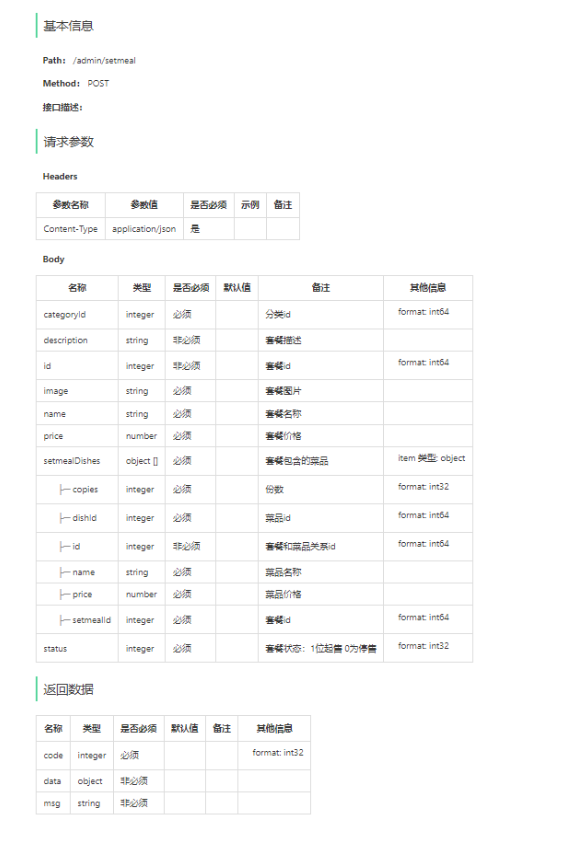 基本信息
Path： /admin/setmeal
Method： POST
接口描述：
请求参数
Headers
参数名称 参数值 是否必须 示例 备注
Content-Type application/json 是
Body
名称 类型 是否必须 默认值 备注 其他信息
categoryId integer 必须 分类id format: int64
description string 非必须 套餐描述
id integer 非必须 套餐id format: int64
image string 必须 套餐图片
name string 必须 套餐名称
price number 必须 套餐价格
setmealDishes object [] 必须 套餐包含的菜品 item 类型: object
├─ copies integer 必须 份数 format: int32
├─ dishId integer 必须 菜品id format: int64
├─ id integer 非必须 套餐和菜品关系id format: int64
├─ name string 必须 菜品名称
├─ price number 必须 菜品价格
├─ setmealId integer 必须 套餐id format: int64
status integer 必须 套餐状态：1位起售 0为停售 format: int32
返回数据
名称 类型 是否必须 默认值 备注 其他信息
code integer 必须 format: int32
data object 非必须
msg string 非必须